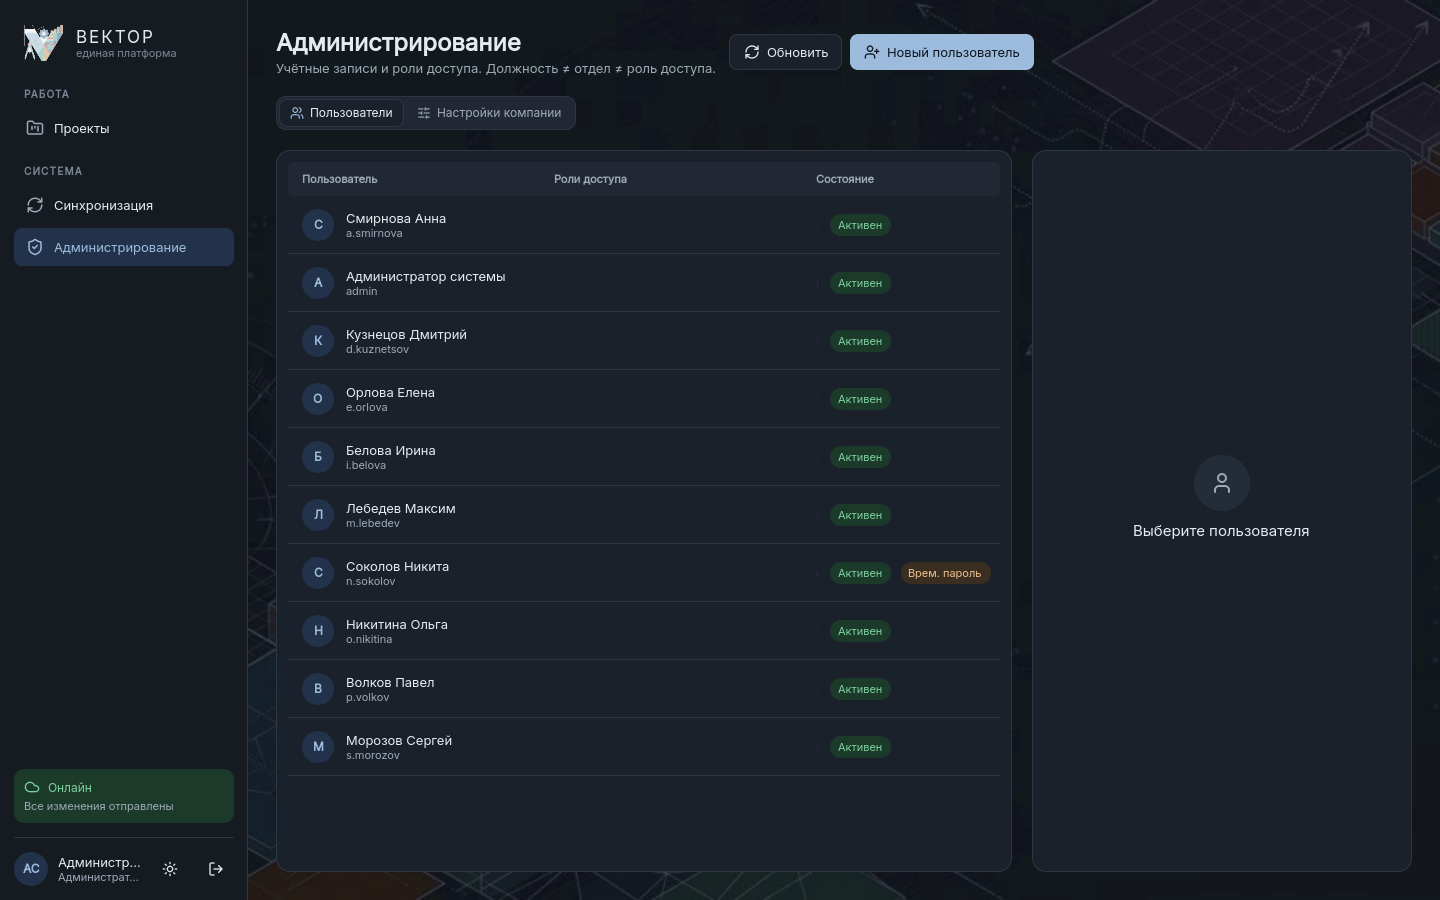 ВЕКТОР
единая платформа
РАБОТА
Проекты
СИСТЕМА
Синхронизация
Администрирование
Онлайн
Все изменения отправлены
АС
Администр...
Администрат...
Администрирование
Учётные записи и роли доступа. Должность ≠ отдел ≠ роль доступа.
Обновить
Новый пользователь
Пользователи
Настройки компании
Пользователь Роли доступа Состояние
С
Смирнова Анна
a.smirnova
Активен
А
Администратор системы
admin
Активен
К
Кузнецов Дмитрий
d.kuznetsov
Активен
О
Орлова Елена
e.orlova
Активен
Б
Белова Ирина
i.belova
Активен
Л
Лебедев Максим
m.lebedev
Активен
С
Соколов Никита
n.sokolov
Активен Врем. пароль
Н
Никитина Ольга
o.nikitina
Активен
В
Волков Павел
p.volkov
Активен
М
Морозов Сергей
s.morozov
Активен
Выберите пользователя